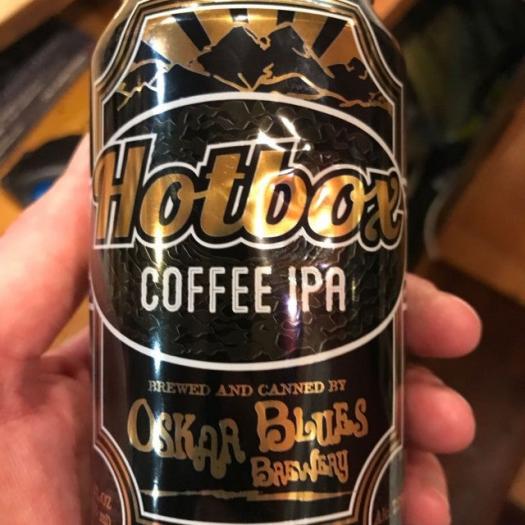 Hotbox
COFFEE IPA
BREWED AND CANNED BY
OSKAR BLUES
BREWERY